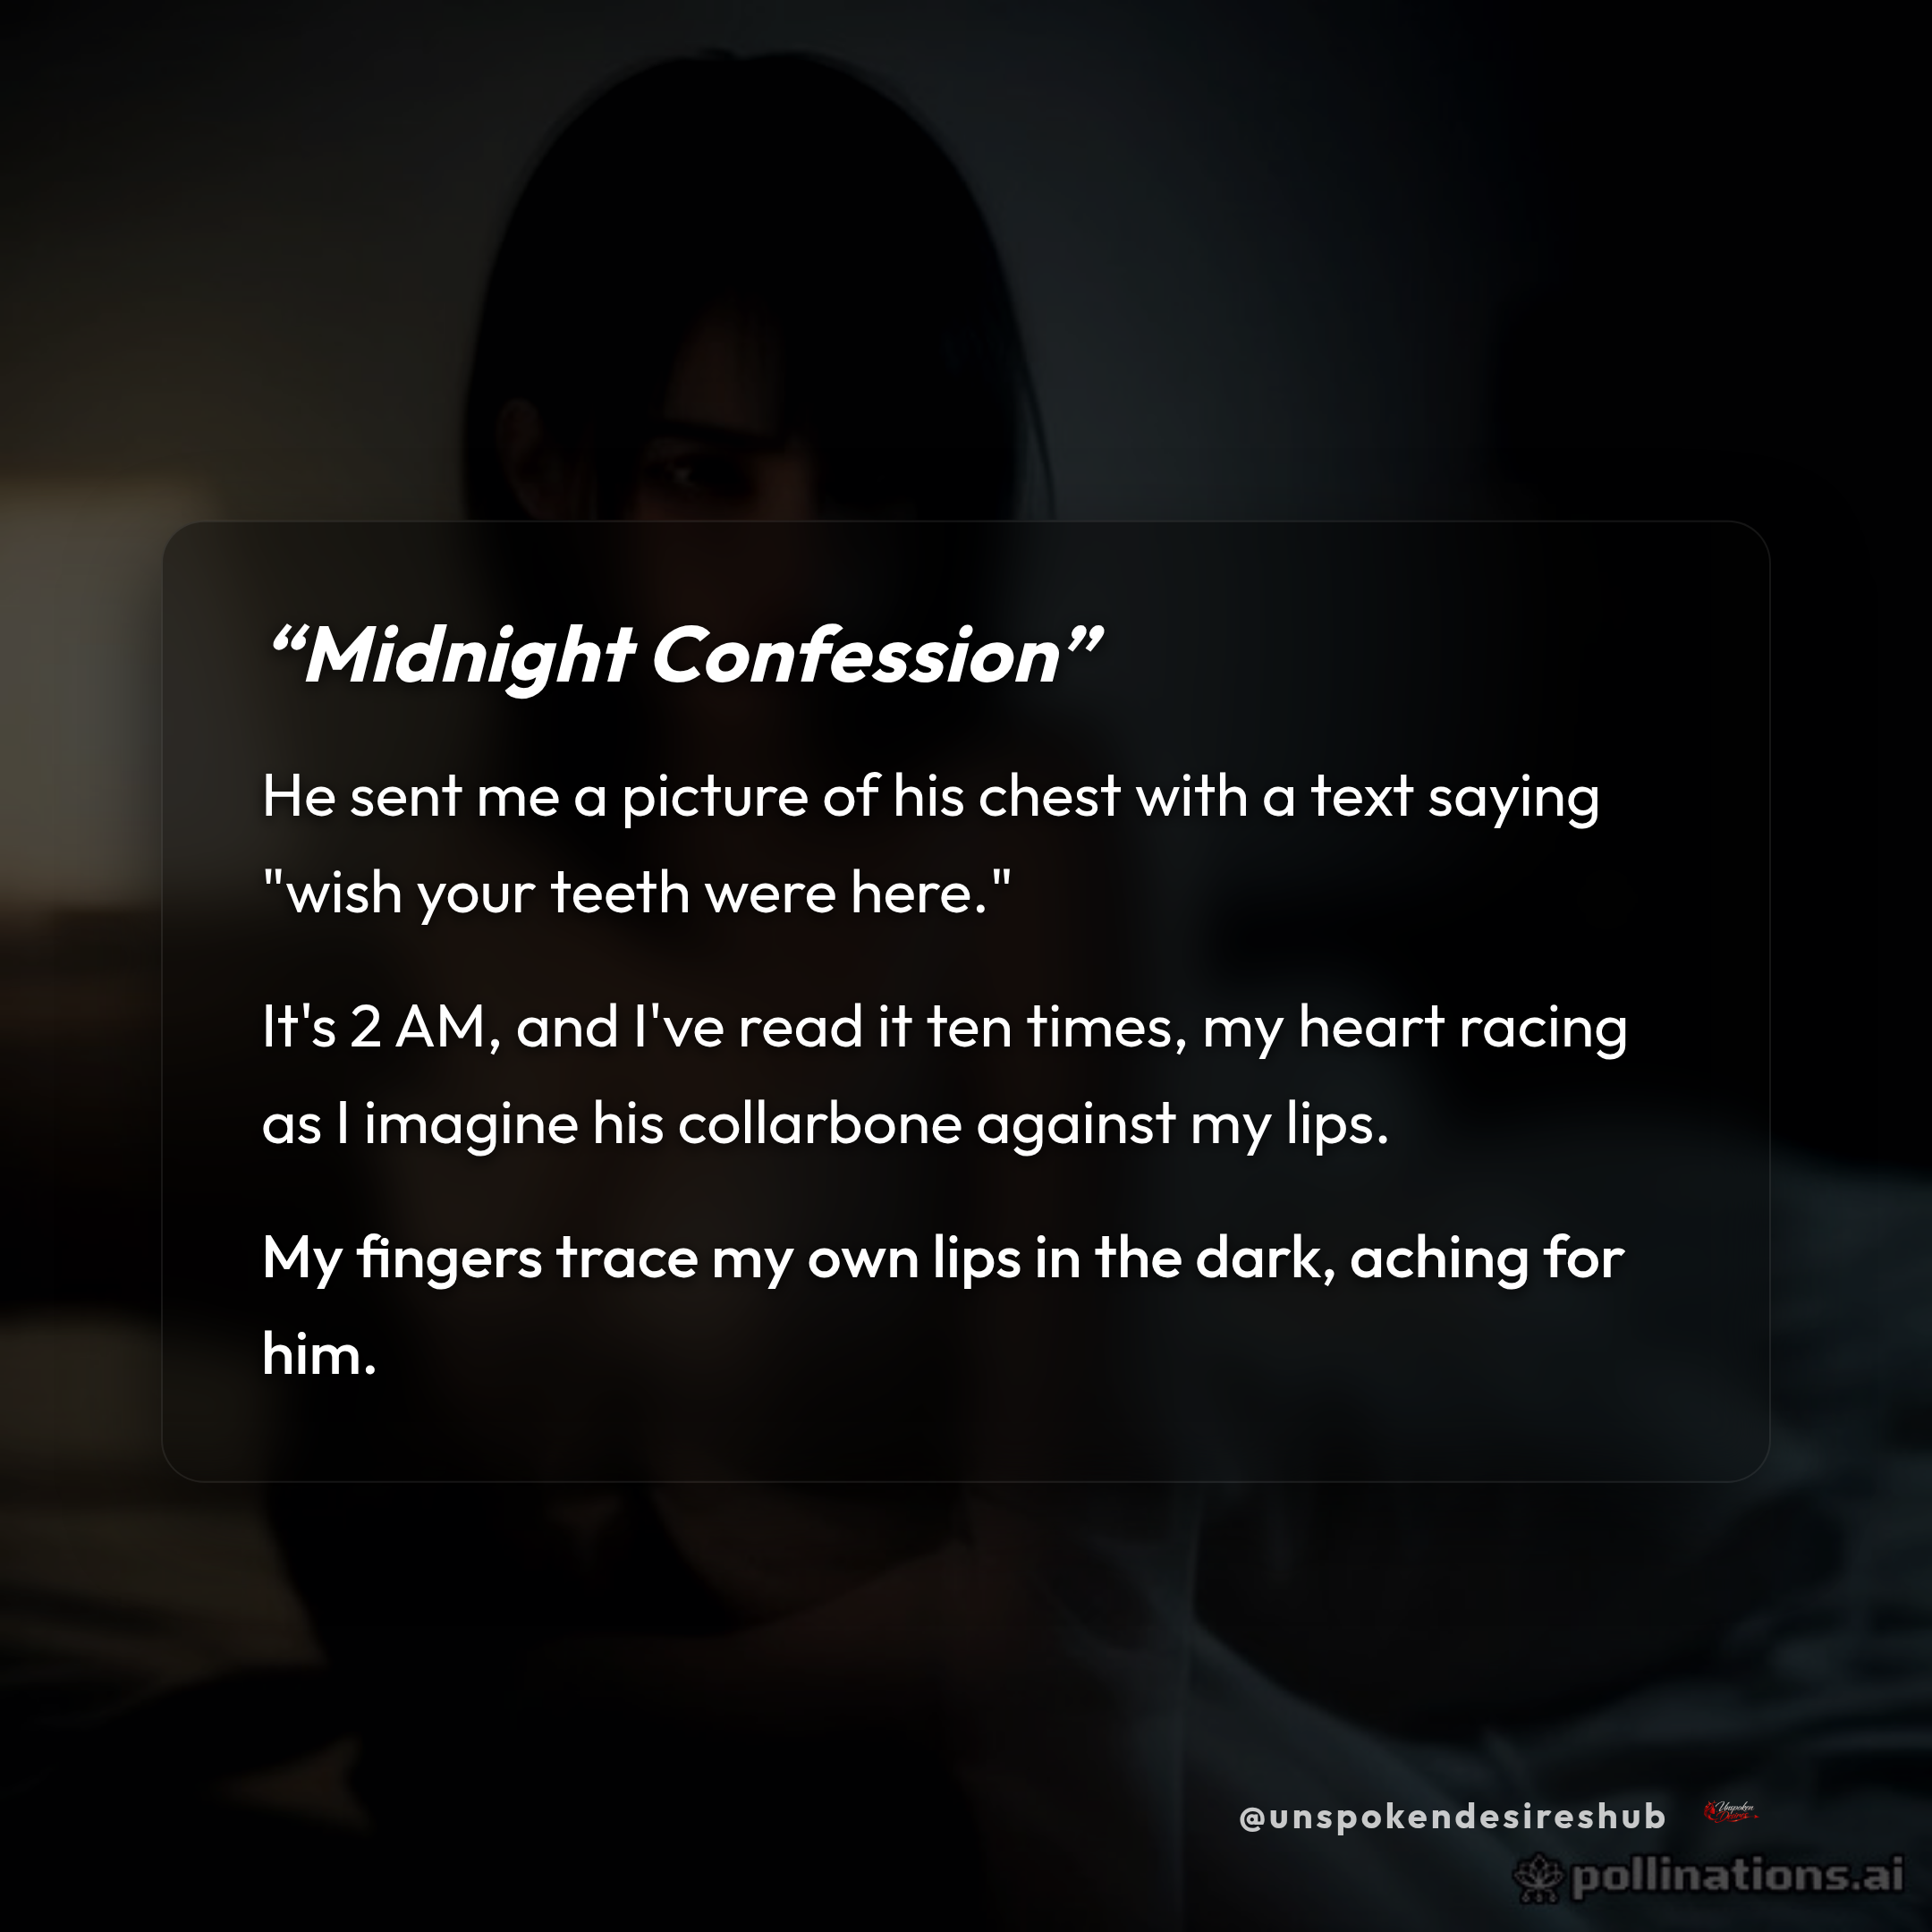 “Midnight Confession”
He sent me a picture of his chest with a text saying
"wish your teeth were here."
It's 2 AM, and I've read it ten times, my heart racing
as I imagine his collarbone against my lips.
My fingers trace my own lips in the dark, aching for
him.
@unspokendesireshub
Unspoken
Desires
pollinations.ai